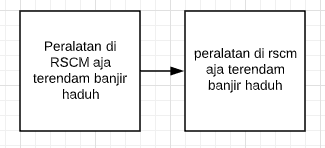 Peralatan di
RSCM aja
terendam banjir
haduh
peralatan di rscm
aja terendam
banjir haduh